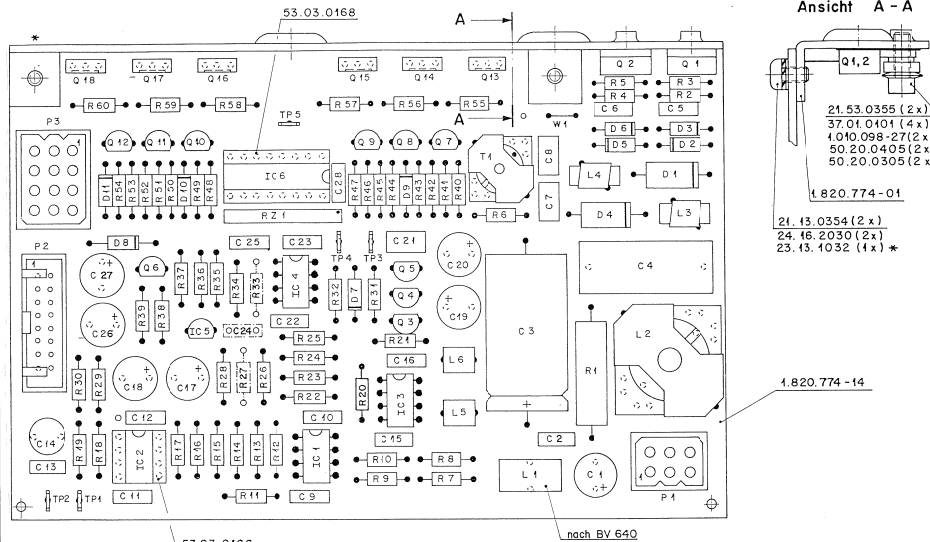 53.03.0168
A
Ansicht A - A
*
Q18 Q17 Q16 Q15 Q14 Q13 Q2 Q1
Q1,2
R60 R59 R58 R57 R56 R55
R5 R3
R4 R2
C6 C5
TP5
A
W1
21.53.0355 (2x)
37.01.0101 (4x)
1.010.098-27(2x
50.20.0405 (2x
50.20.0305 (2x
P3
1
Q12 Q11 Q10 Q9 Q8 Q7
D6 D3
D5 D2
T1
C8
IC6
C28
L4
D1
D11 R54 R53 R52 R51 R50 D10 R49 R48
R47 R46 R45 R44 D9 R43 R42 R41 R40
1.820.774-01
C7
RZ1
R6
D4
L3
21.13.0354 (2x)
24.16.2030 (2x)
23.13.1032 (1x) *
P2
1
D8
C25 C23
TP4 TP3
C21
C20
Q6
C27
R37 R36 R35 R34 R33
IC4
R32 D7 R31
Q5
C4
Q4
C19
R39 R38
C26
IC5
C24
C22
Q3
C3
L2
R25
R21
R24
C16
L6
R1
R30 R29
C18 C17
R28 R27 R26
R23
R20
IC3
1.820.774-14
R22
L5
C12
C10
C14
R49 R18
IC2
R17 R16 R15 R14 R13 R12
IC1
C15
C2
C13
R10 R8
R9 R7
L1
C1
1
P1
TP2 TP1
C11
R11
C9
nach BV 640
53.03.0166